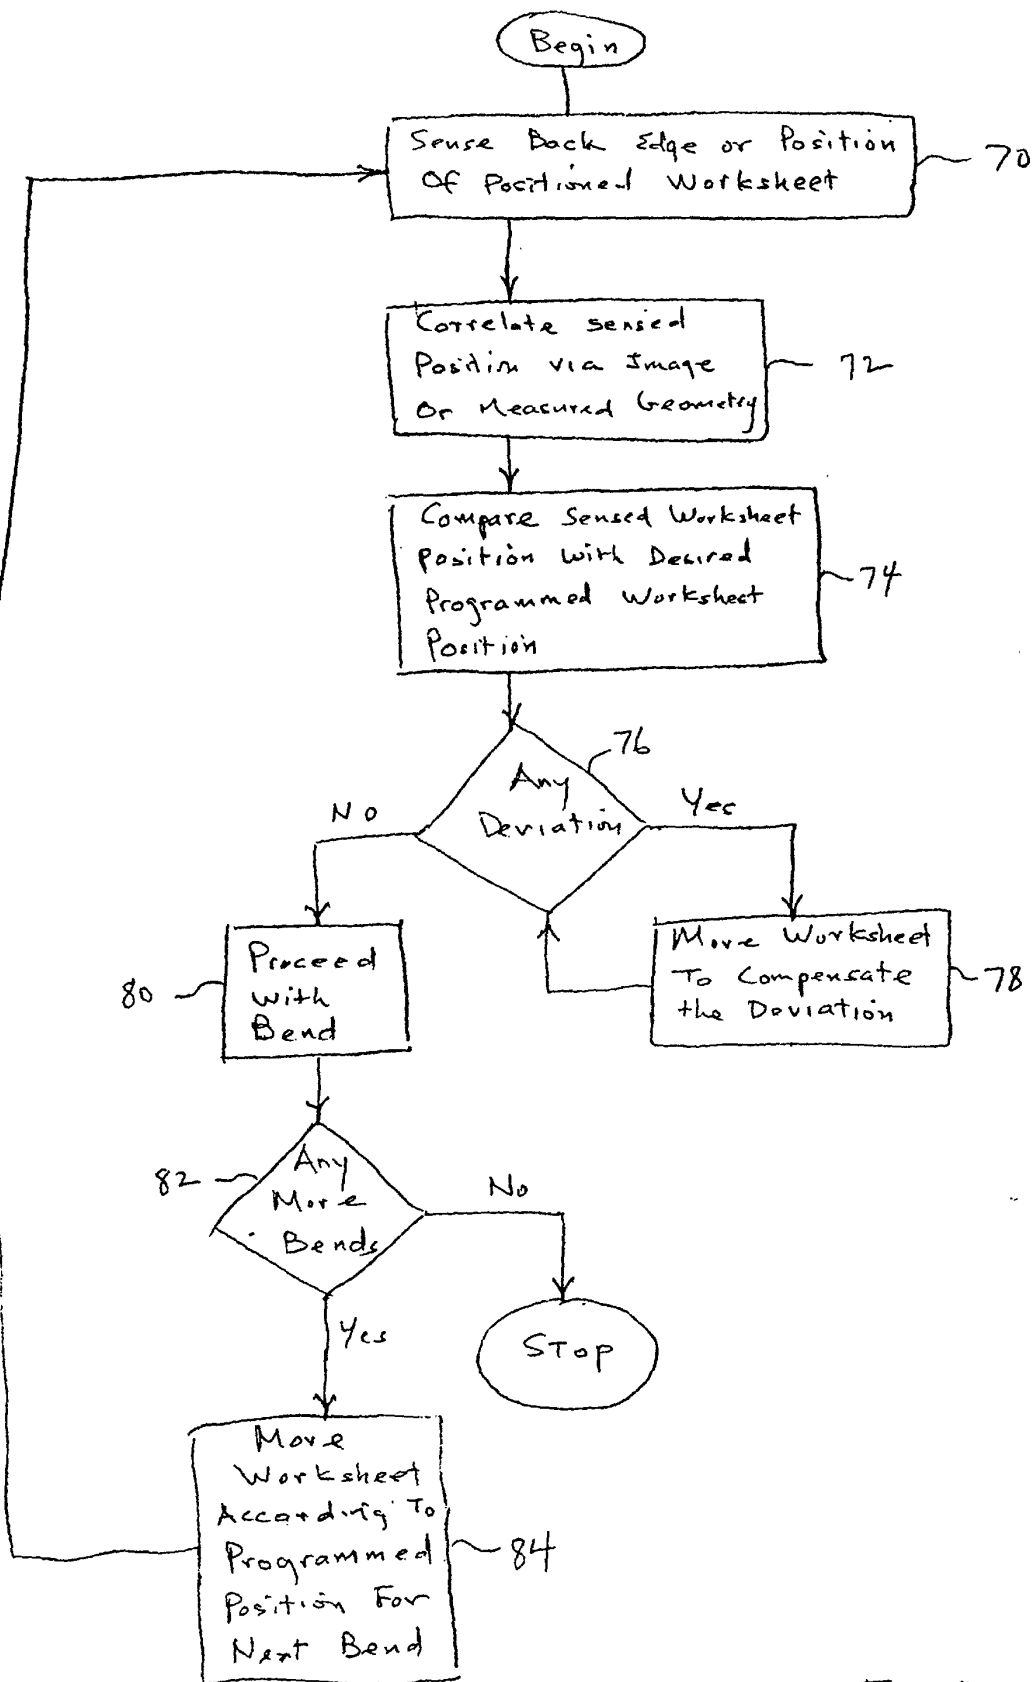 Begin
Sense Back Edge or Position
Of Positioned Worksheet
70
Correlate sensed
Position via Image
Or Measured Geometry
72
Compare Sensed Worksheet
Position with Desired
Programmed Worksheet
Position
74
76
Any
Deviation
No
Yes
Proceed
with
Bend
80
Move Worksheet
To Compensate
the Deviation
78
82
Any
More
Bends
No
Yes
Stop
Move
Worksheet
According To
Programmed
Position For
Next Bend
84